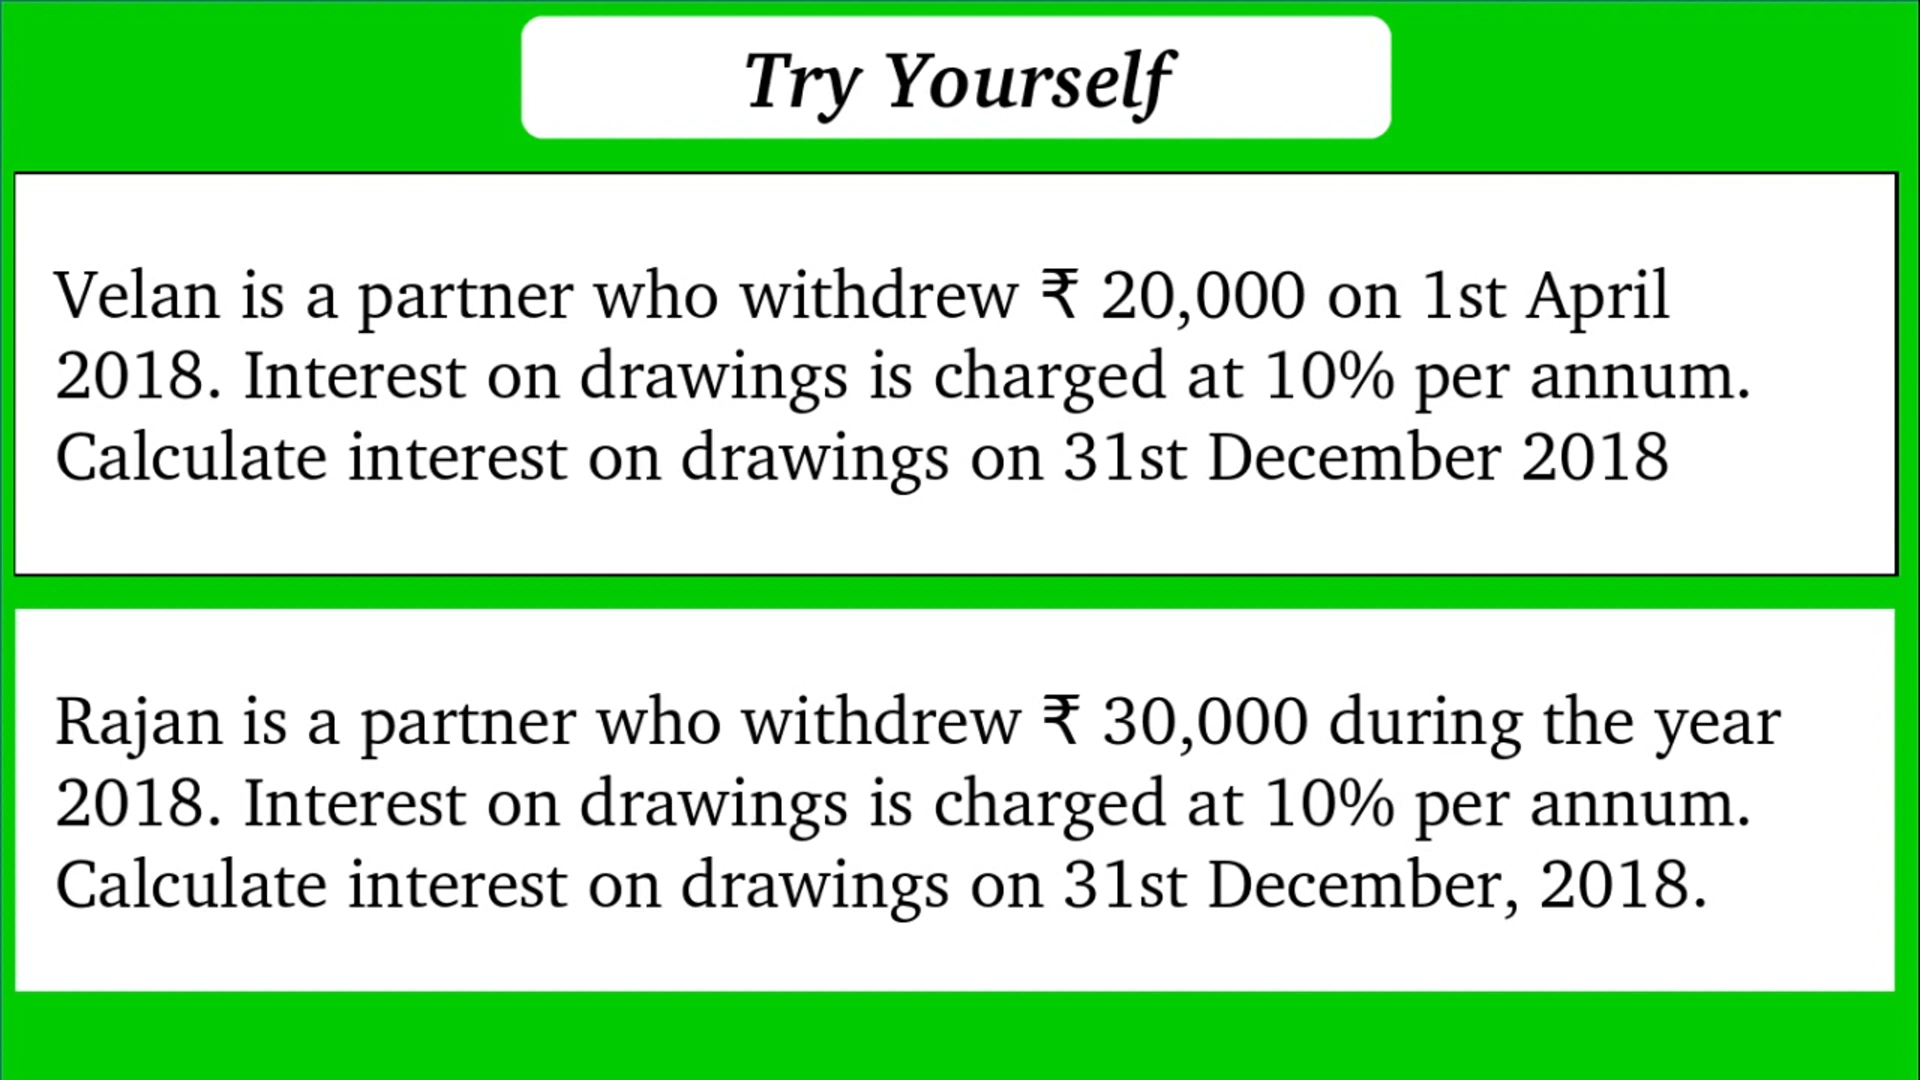 Try Yourself
Velan is a partner who withdrew ₹ 20,000 on 1st April
2018. Interest on drawings is charged at 10% per annum.
Calculate interest on drawings on 31st December 2018
Rajan is a partner who withdrew ₹ 30,000 during the year
2018. Interest on drawings is charged at 10% per annum.
Calculate interest on drawings on 31st December, 2018.